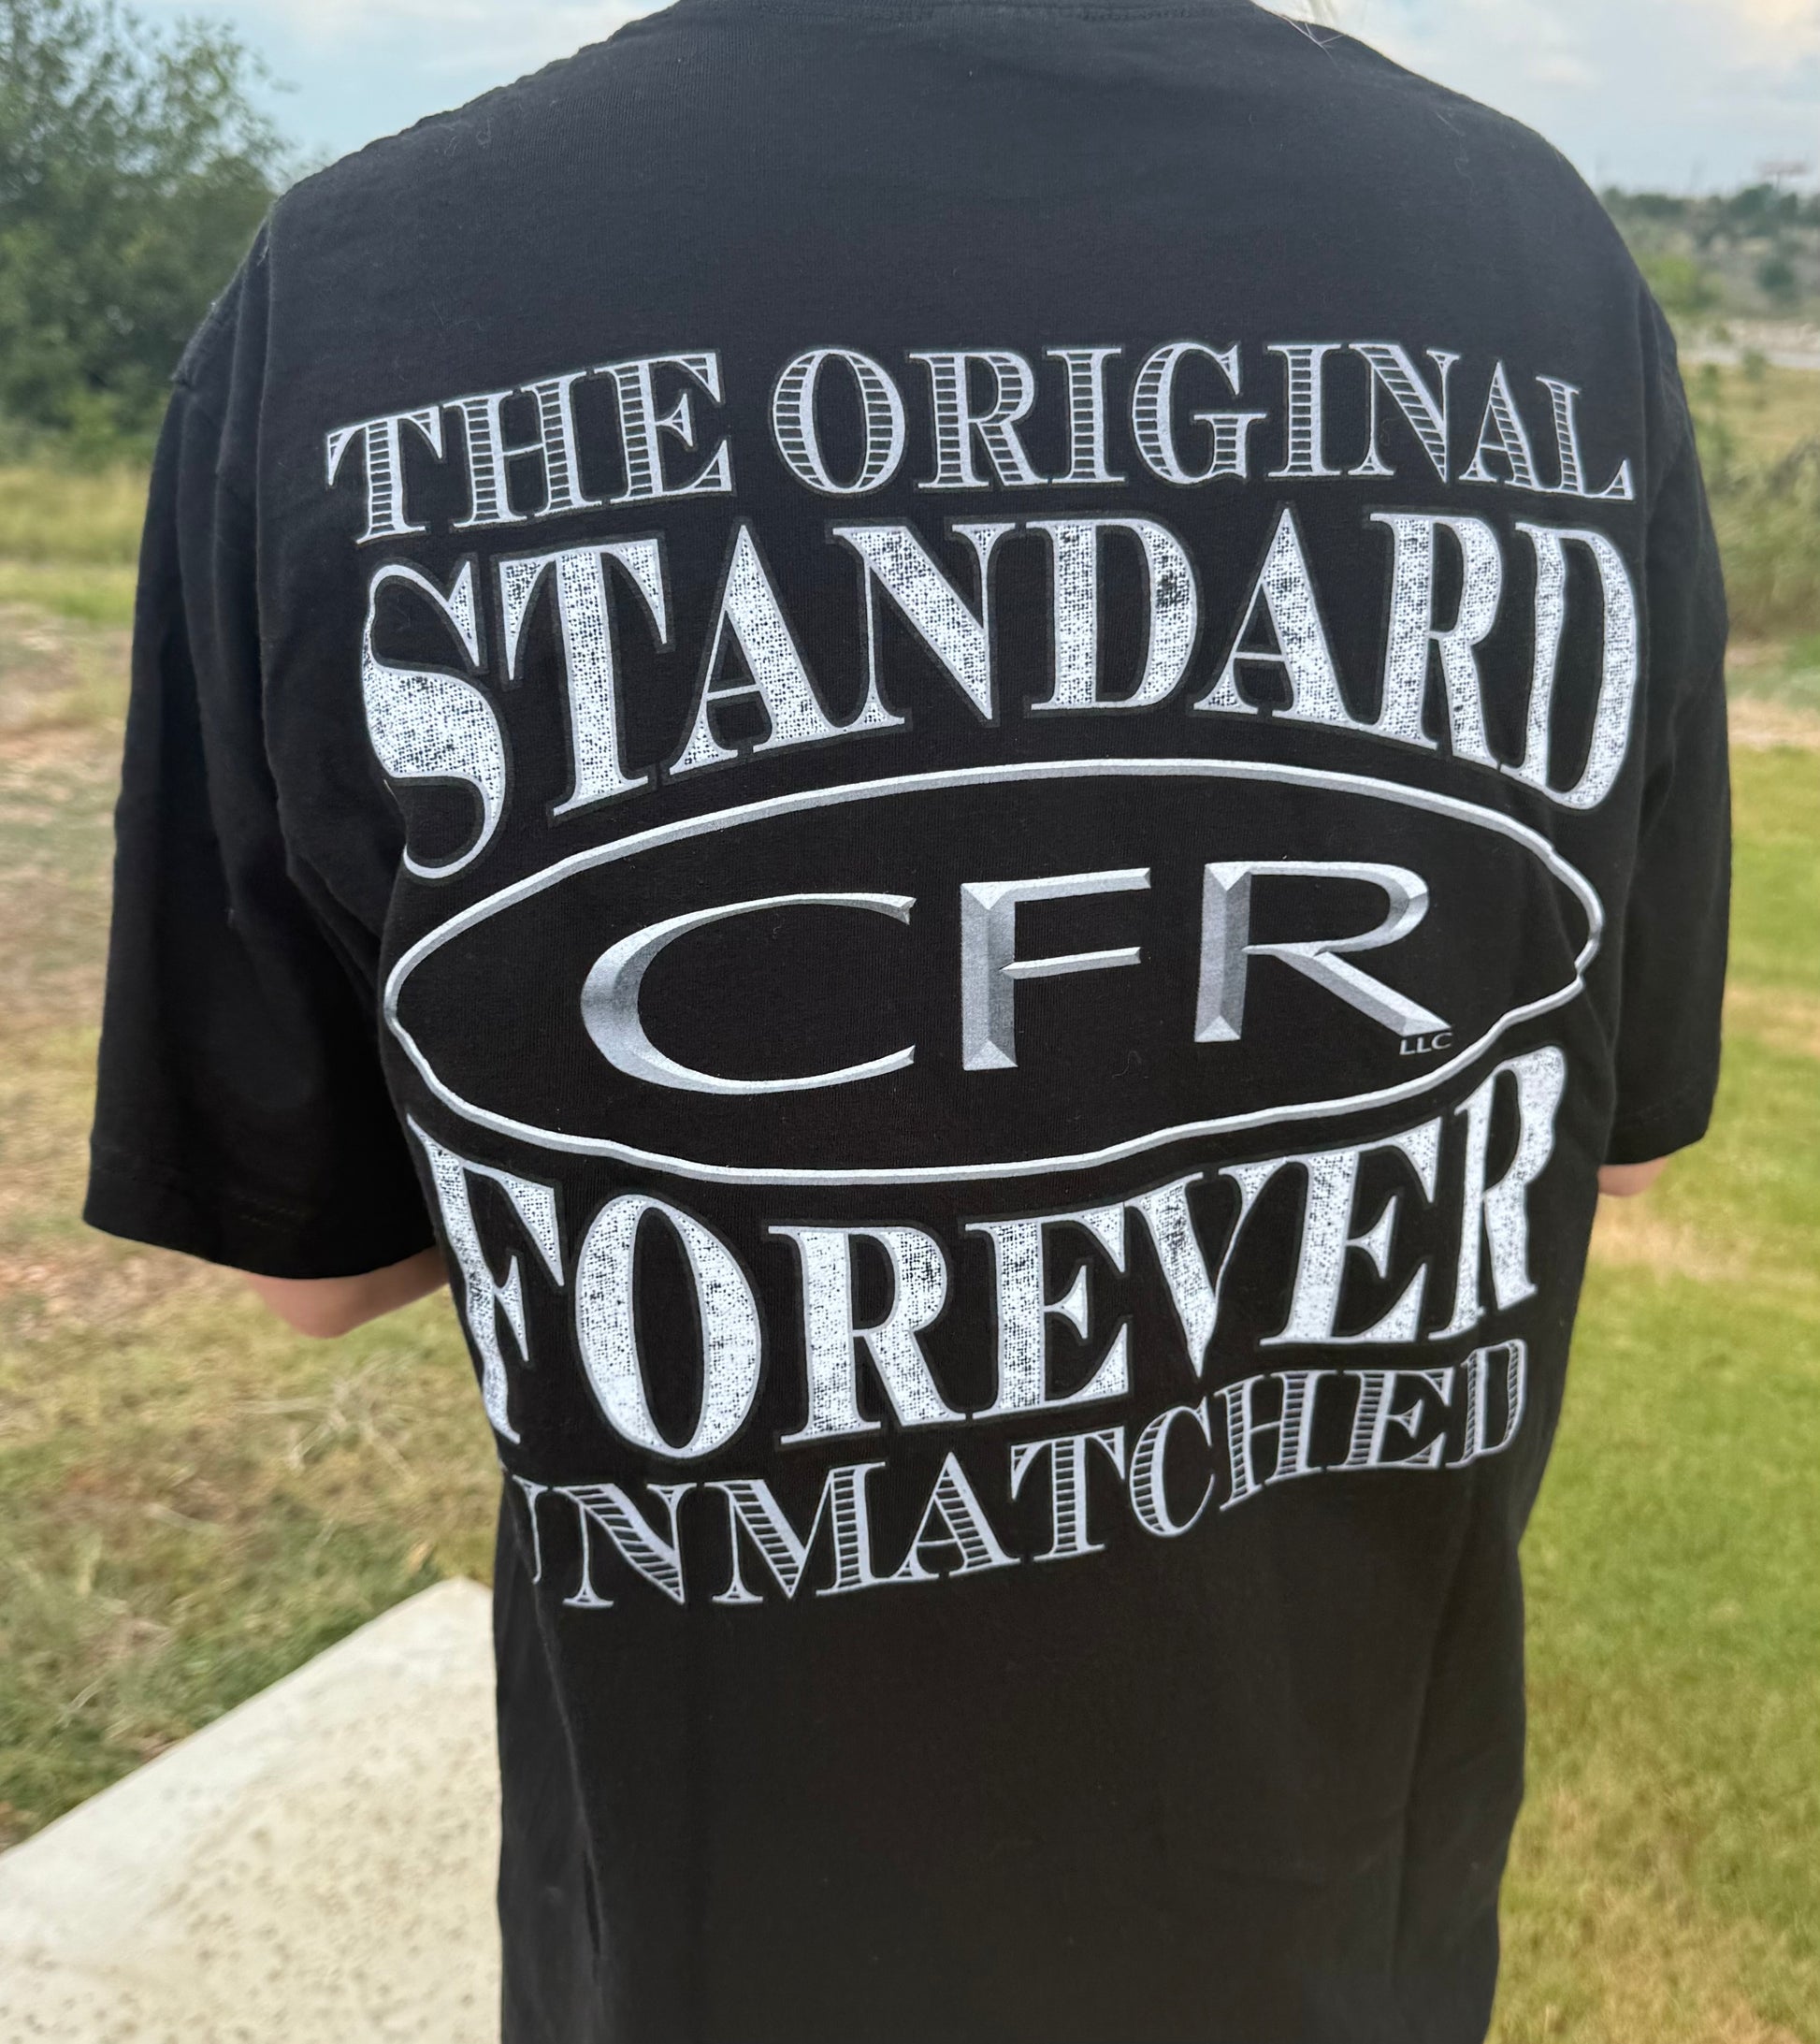 THE ORIGINAL
STANDARD
CFR
LLC
FOREVER
UNMATCHED